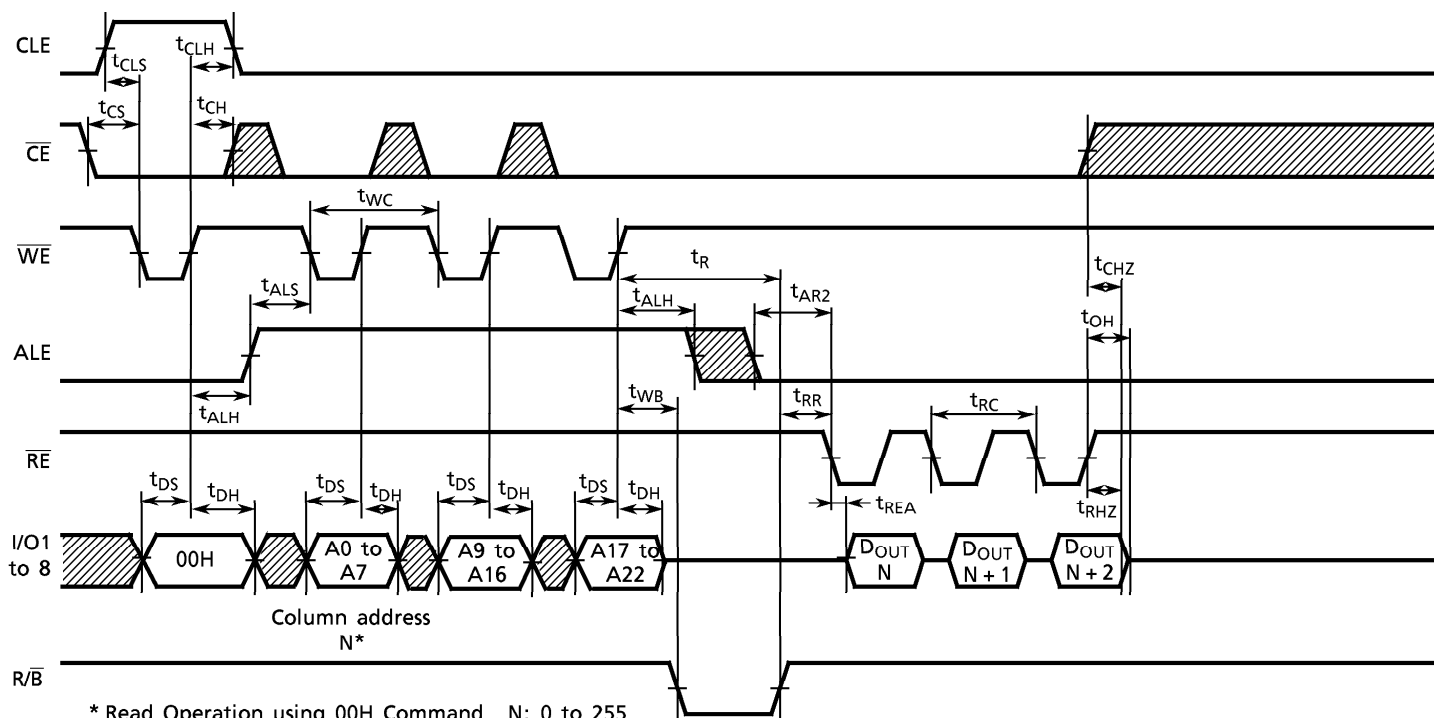 CLE
tCLS
tCLH
tCS
tCH
CE
tWC
WE
tR
tCHZ
tALS
tALH
tAR2
tOH
ALE
tALH
tWB
tRR
tRC
RE
tDS
tDH
tDS
tDH
tDS
tDH
tDS
tDH
tREA
tRHZ
I/O1
to 8
00H
A0 to
A7
A9 to
A16
A17 to
A22
DOUT
N
DOUT
N + 1
DOUT
N + 2
Column address
N*
R/B
* Read Operation using 00H Command N: 0 to 255